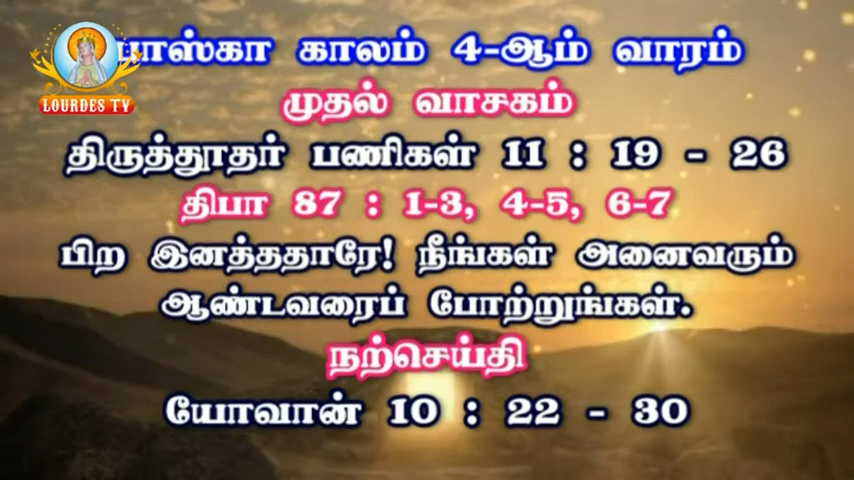 பாஸ்கா காலம் 4-ஆம் வாரம்
LOURDES TV
முதல் வாசகம்
திருத்தூதர் பணிகள் 11 : 19 - 26
திபா 87 : 1-3, 4-5, 6-7
பிற இனத்ததாரே! நீங்கள் அனைவரும்
ஆண்டவரைப் போற்றுங்கள்.
நற்செய்தி
யோவான் 10 : 22 - 30